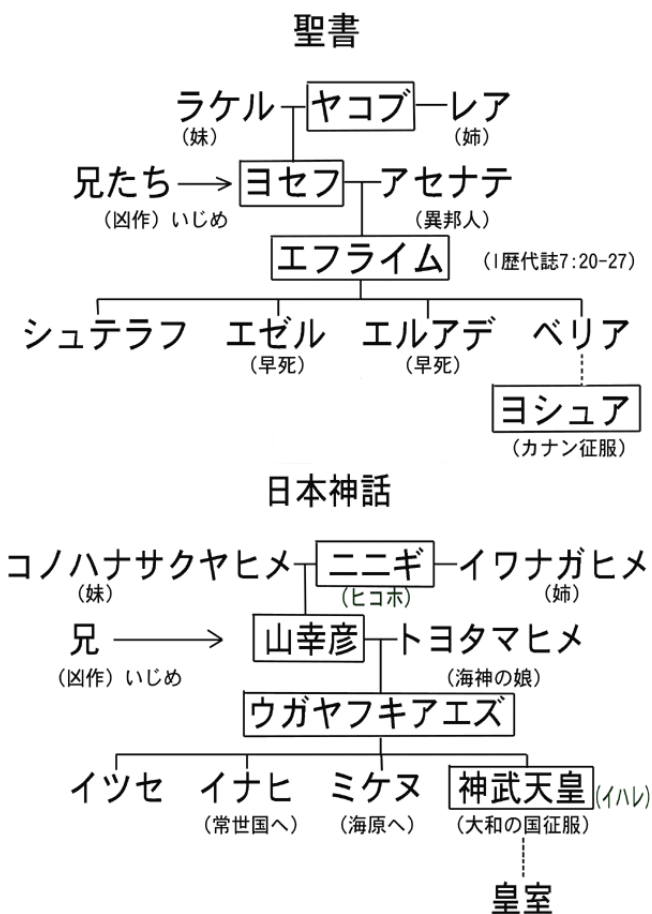 聖書
ラケル ヤコブ レア
(妹) (姉)
兄たち ヨセフ アセナテ
(凶作) いじめ (異邦人)
エフライム (I歴代誌7:20-27)
シュテラフ エゼル エルアデ ベリア
(早死) (早死)
ヨシュア
(カナン征服)
日本神話
コノハナサクヤヒメ ニニギ イワナガヒメ
(妹) (ヒコホ) (姉)
兄 山幸彦 トヨタマヒメ
(凶作) いじめ (海神の娘)
ウガヤフキアエズ
イツセ イナヒ ミケヌ 神武天皇 (イハレ)
(常世国へ) (海原へ) (大和の国征服)
皇室